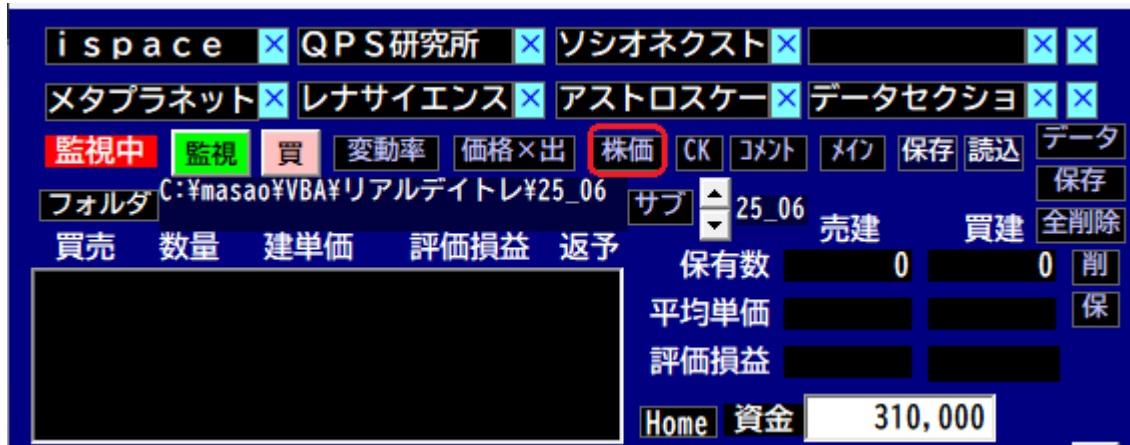 ｉｓｐａｃｅ × ＱＰＳ研究所 × ソシオネクスト × × ×
メタプラネット × レナサイエンス × アストロスケー × データセクショ × ×
監視中 監視 買 変動率 価格×出 株価 CK コメント メイン 保存 読込 データ
フォルダ C:¥masao¥VBA¥リアルデイトレ¥25_06 サブ 25_06 保存
買売 数量 建単価 評価損益 返予 売建 買建 全削除
保有数 0 0 削
平均単価 保
評価損益
Home 資金 310,000